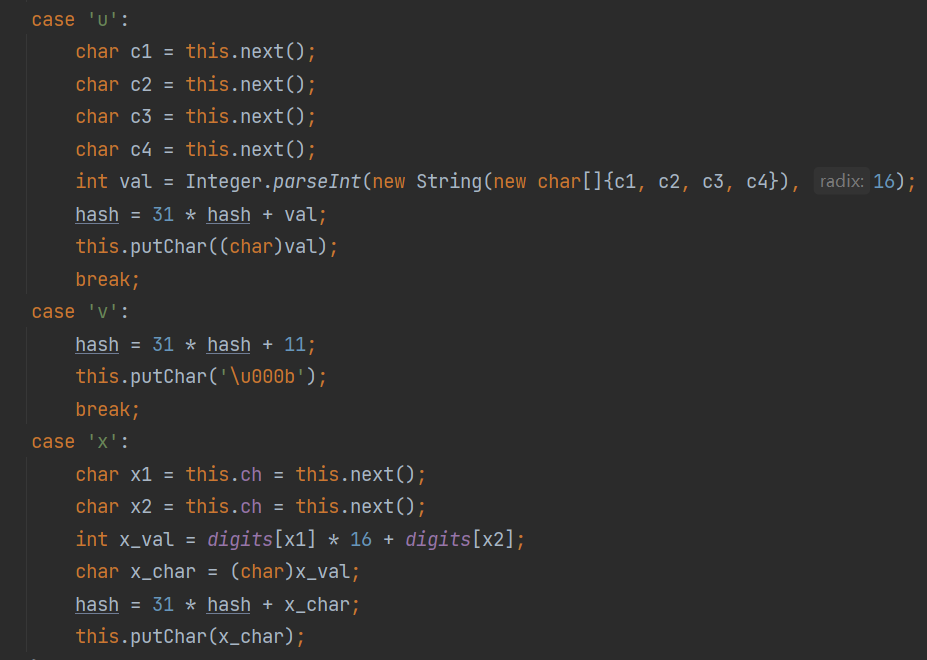 case 'u':
    char c1 = this.next();
    char c2 = this.next();
    char c3 = this.next();
    char c4 = this.next();
    int val = Integer.parseInt(new String(new char[]{c1, c2, c3, c4}), radix: 16);
    hash = 31 * hash + val;
    this.putChar((char)val);
    break;
case 'v':
    hash = 31 * hash + 11;
    this.putChar('\u000b');
    break;
case 'x':
    char x1 = this.ch = this.next();
    char x2 = this.ch = this.next();
    int x_val = digits[x1] * 16 + digits[x2];
    char x_char = (char)x_val;
    hash = 31 * hash + x_char;
    this.putChar(x_char);